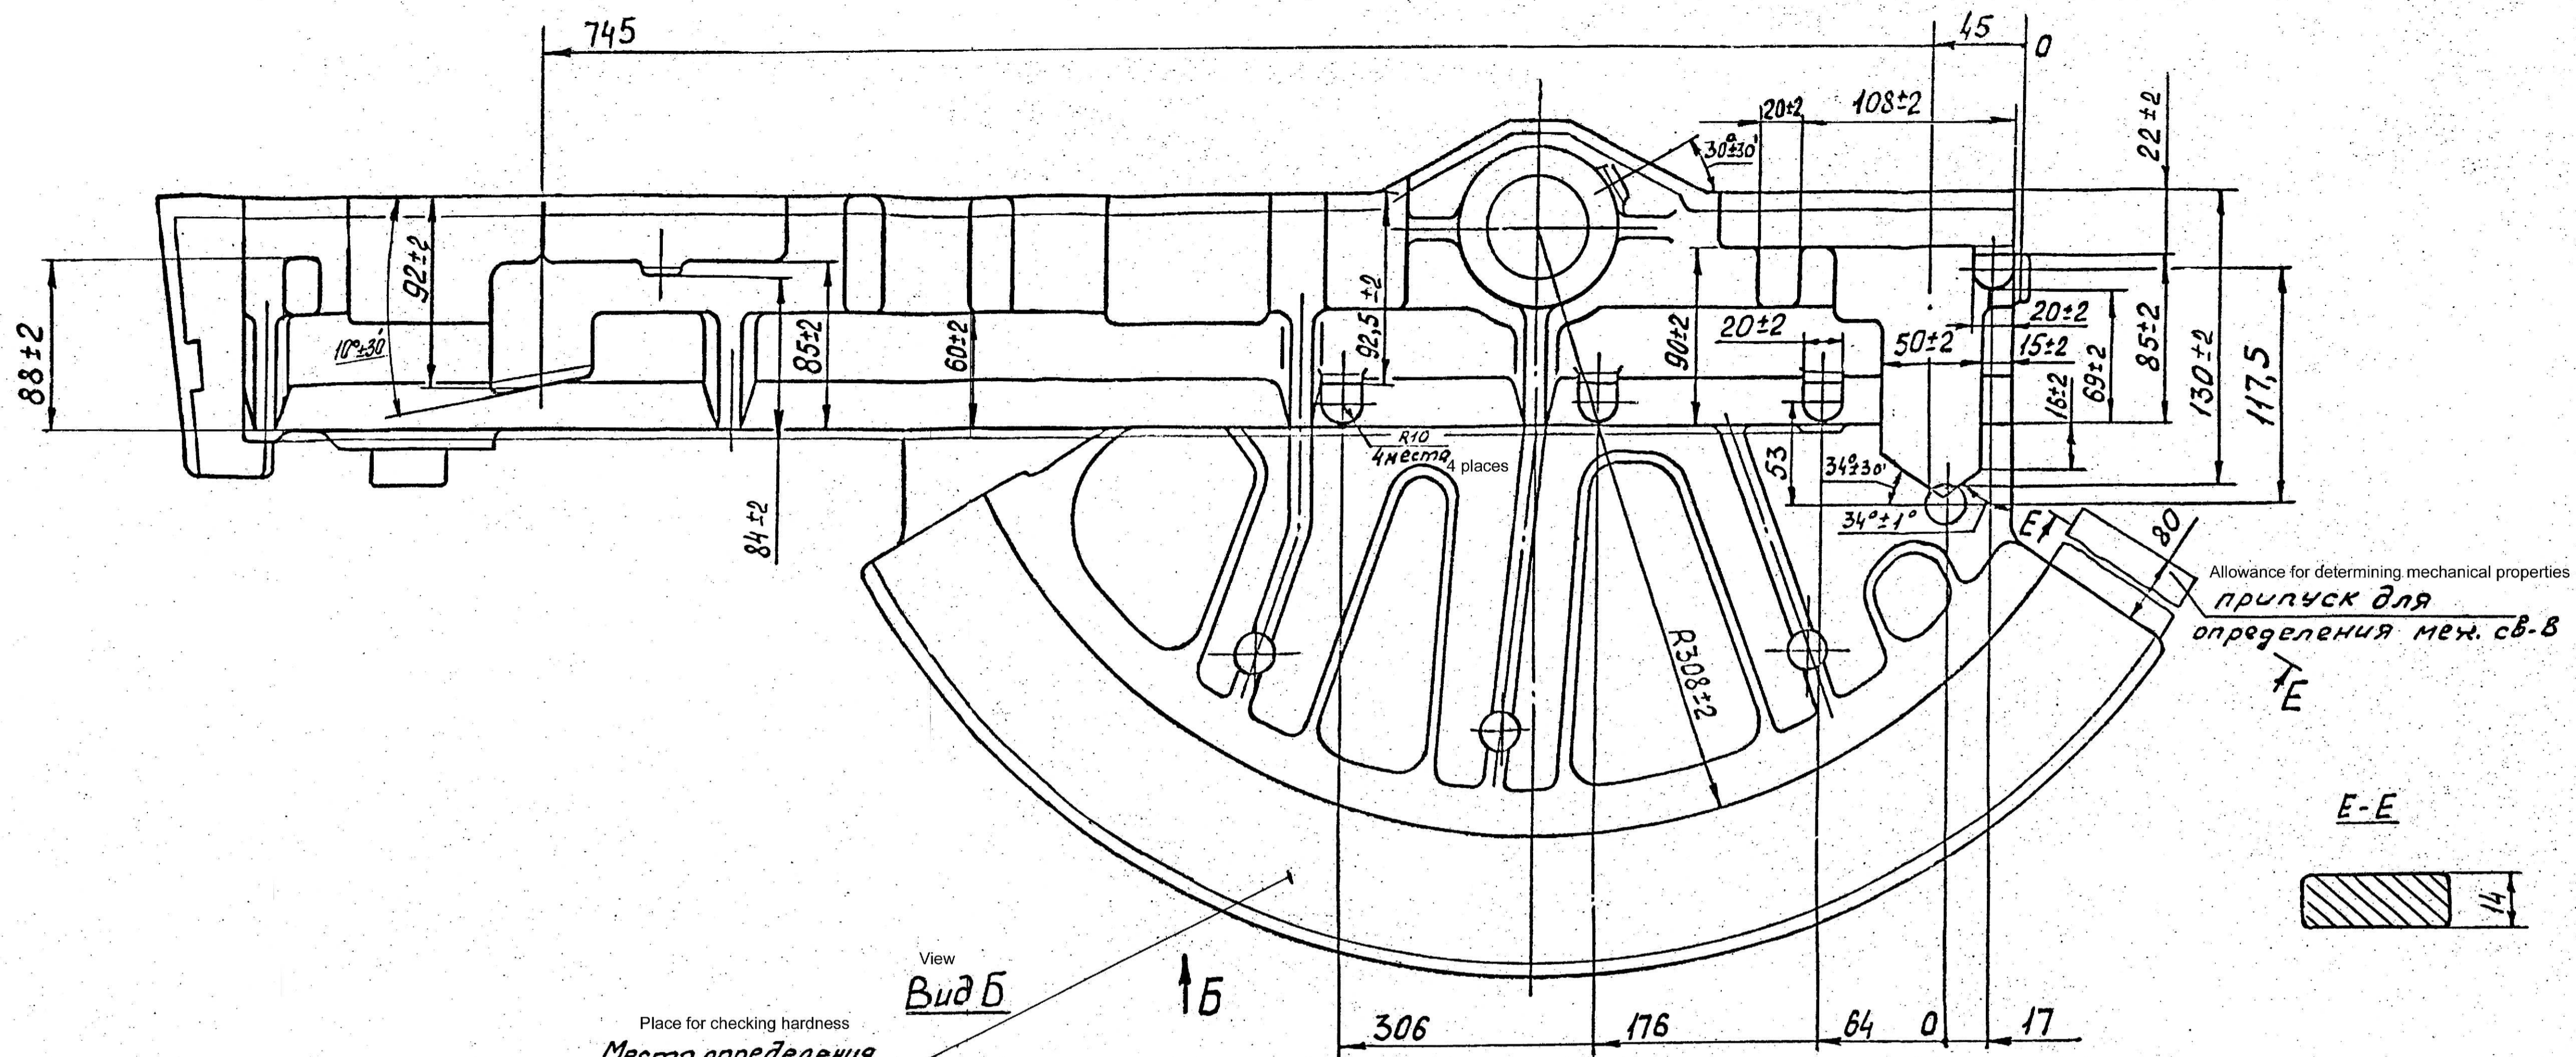 745
45
0
20±2
108±2
22±2
30°±30'
88±2
92±2
10°±30'
85±2
84±2
60±2
92,5±2
90±2
20±2
50±2
20±2
15±2
16±2
69±2
85±2
130±2
117,5
R10
4 места
4 places
53
34°±30'
34°±1°
E
80
Allowance for determining mechanical properties
припуск для
определения мех. св-в
E
R308±2
E-E
14
View
Вид Б
Б
Place for checking hardness
Место определения
306
176
64
0
17